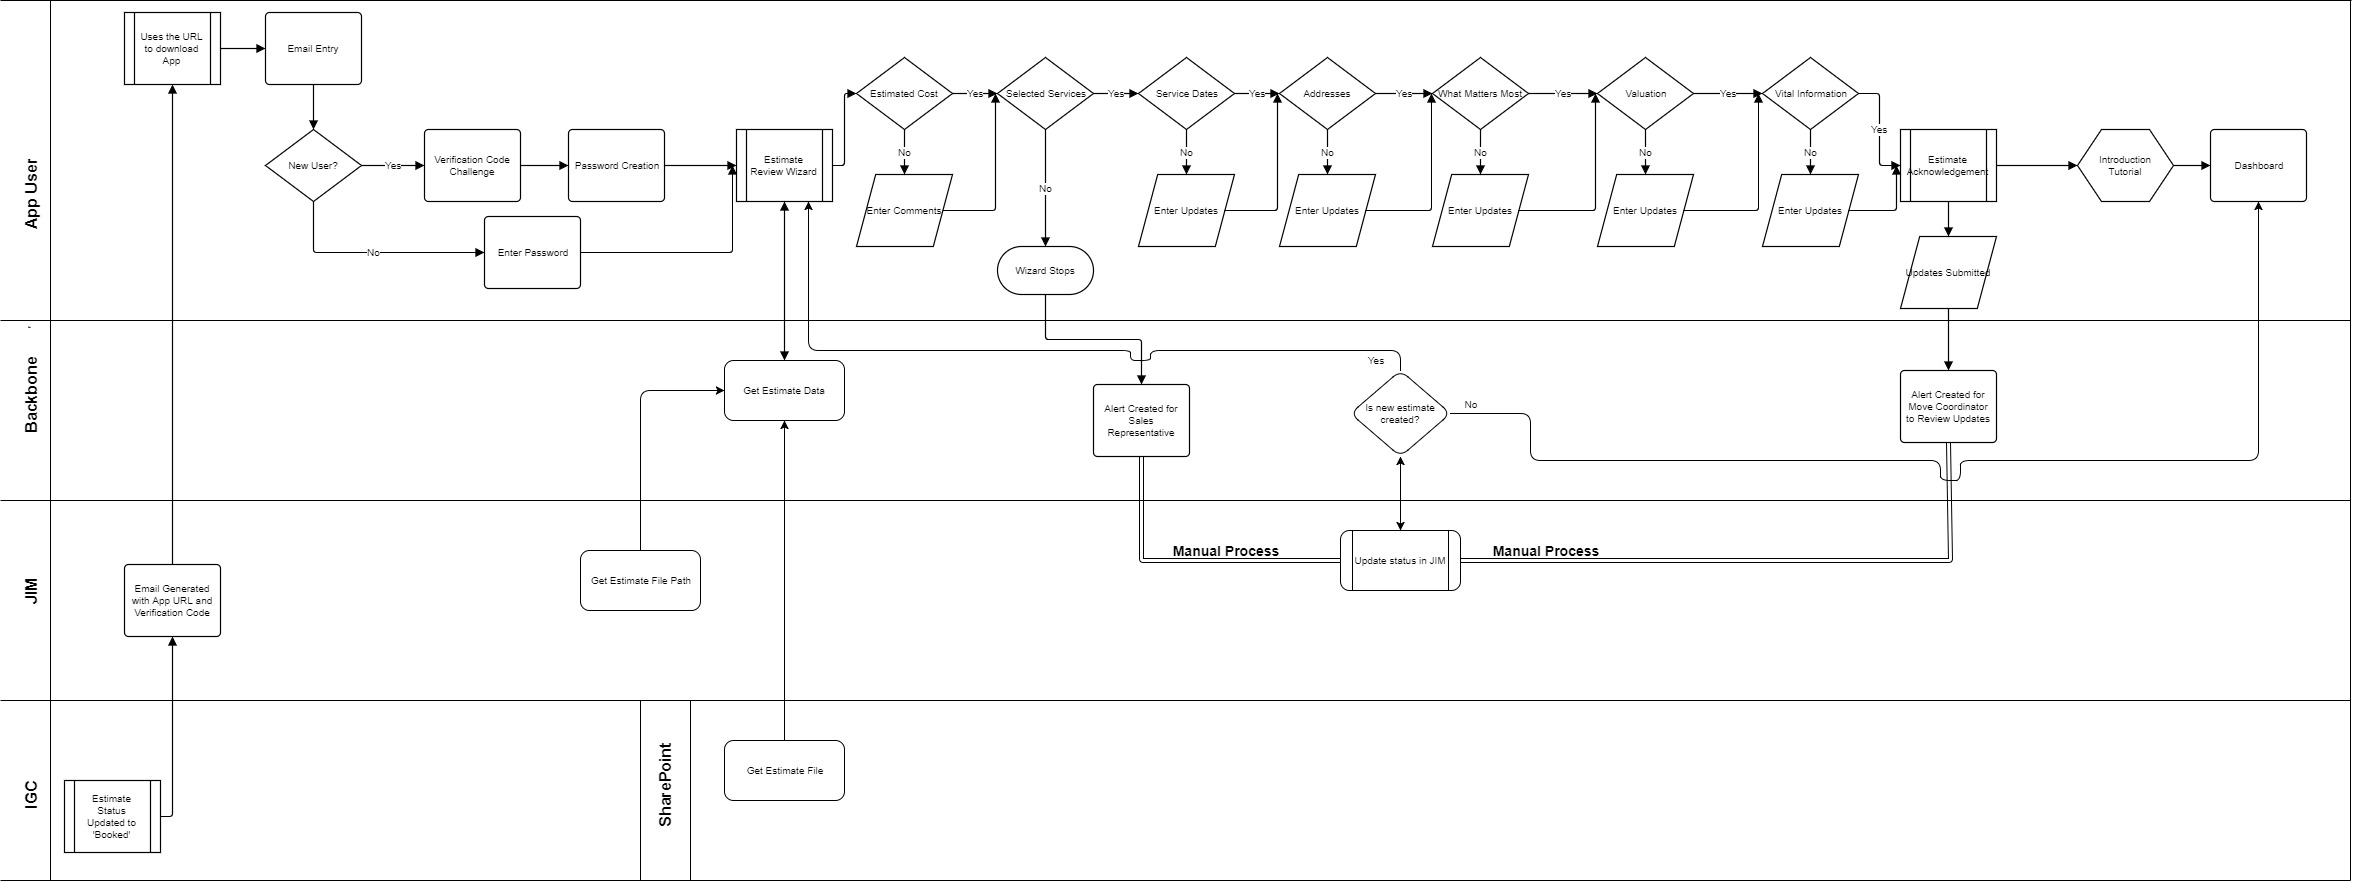 App User
Uses the URL
to download
App
Email Entry
New User?
Yes
Verification Code
Challenge
Password Creation
No
Enter Password
Estimate
Review Wizard
Estimated Cost
Yes
No
Enter Comments
Selected Services
Yes
No
Wizard Stops
Service Dates
Yes
No
Enter Updates
Addresses
Yes
No
Enter Updates
What Matters Most
Yes
No
Enter Updates
Valuation
Yes
No
Enter Updates
Vital Information
Yes
No
Enter Updates
Estimate
Acknowledgement
Updates Submitted
Introduction
Tutorial
Dashboard
Backbone
Get Estimate Data
Alert Created for
Sales
Representative
Yes
Is new estimate
created?
No
Alert Created for
Move Coordinator
to Review Updates
JIM
Email Generated
with App URL and
Verification Code
Get Estimate File Path
Manual Process
Update status in JIM
Manual Process
IGC
Estimate
Status
Updated to
'Booked'
SharePoint
Get Estimate File